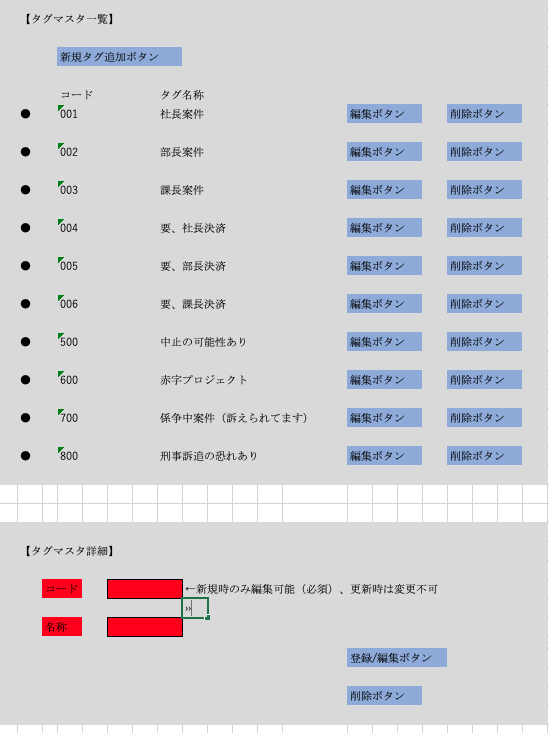 【タグマスタ一覧】
新規タグ追加ボタン
コード タグ名称
● 001 社長案件 編集ボタン 削除ボタン
● 002 部長案件 編集ボタン 削除ボタン
● 003 課長案件 編集ボタン 削除ボタン
● 004 要、社長決済 編集ボタン 削除ボタン
● 005 要、部長決済 編集ボタン 削除ボタン
● 006 要、課長決済 編集ボタン 削除ボタン
● 500 中止の可能性あり 編集ボタン 削除ボタン
● 600 赤字プロジェクト 編集ボタン 削除ボタン
● 700 係争中案件（訴えられてます） 編集ボタン 削除ボタン
● 800 刑事訴追の恐れあり 編集ボタン 削除ボタン
【タグマスタ詳細】
コード ←新規時のみ編集可能（必須）、更新時は変更不可
»
名称
登録/編集ボタン
削除ボタン